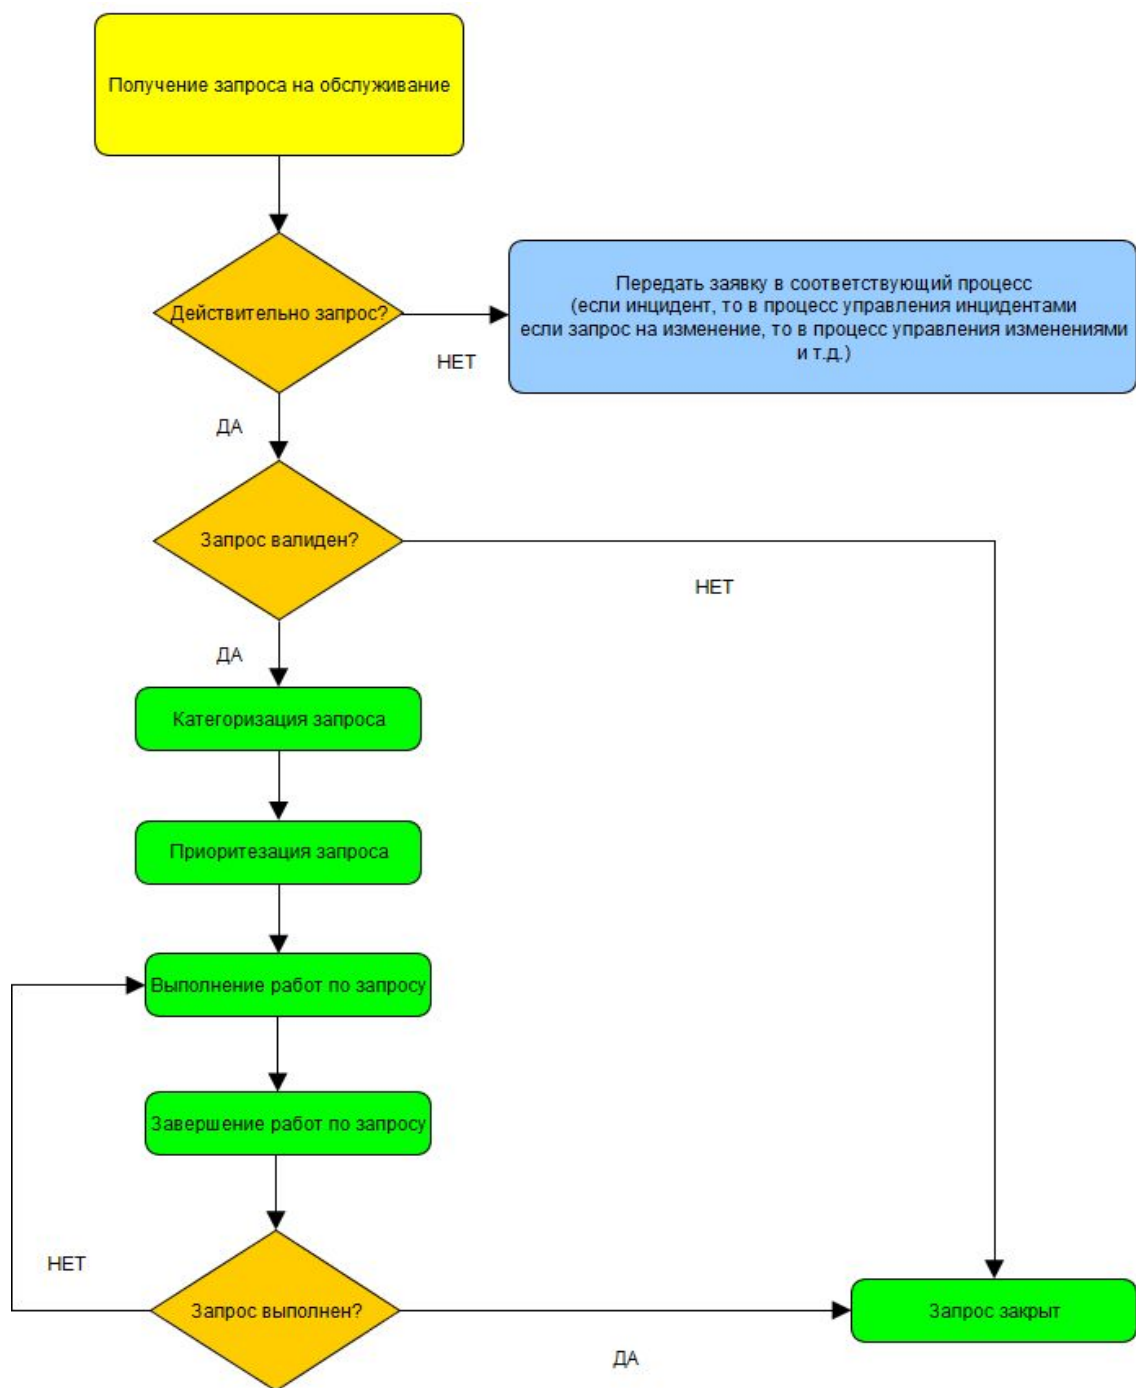 Получение запроса на обслуживание
Действительно запрос?
Передать заявку в соответствующий процесс
(если инцидент, то в процесс управления инцидентами
если запрос на изменение, то в процесс управления изменениями
и т.д.)
НЕТ
ДА
Запрос валиден?
НЕТ
ДА
Категоризация запроса
Приоритезация запроса
Выполнение работ по запросу
Завершение работ по запросу
НЕТ
Запрос выполнен?
Запрос закрыт
ДА